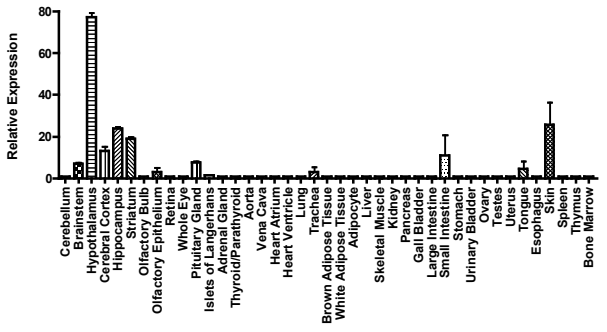 Relative Expression
80
60
40
20
0
Cerebellum
Brainstem
Hypothalamus
Cerebral Cortex
Hippocampus
Striatum
Olfactory Bulb
Olfactory Epithelium
Retina
Whole Eye
Pituitary Gland
Islets of Langerhans
Adrenal Gland
Thyroid/Parathyroid
Aorta
Vena Cava
Heart Atrium
Heart Ventricle
Lung
Trachea
Brown Adipose Tissue
White Adipose Tissue
Adipocyte
Liver
Skeletal Muscle
Kidney
Pancreas
Gall Bladder
Large Intestine
Small Intestine
Stomach
Urinary Bladder
Ovary
Testes
Uterus
Tongue
Esophagus
Skin
Spleen
Thymus
Bone Marrow